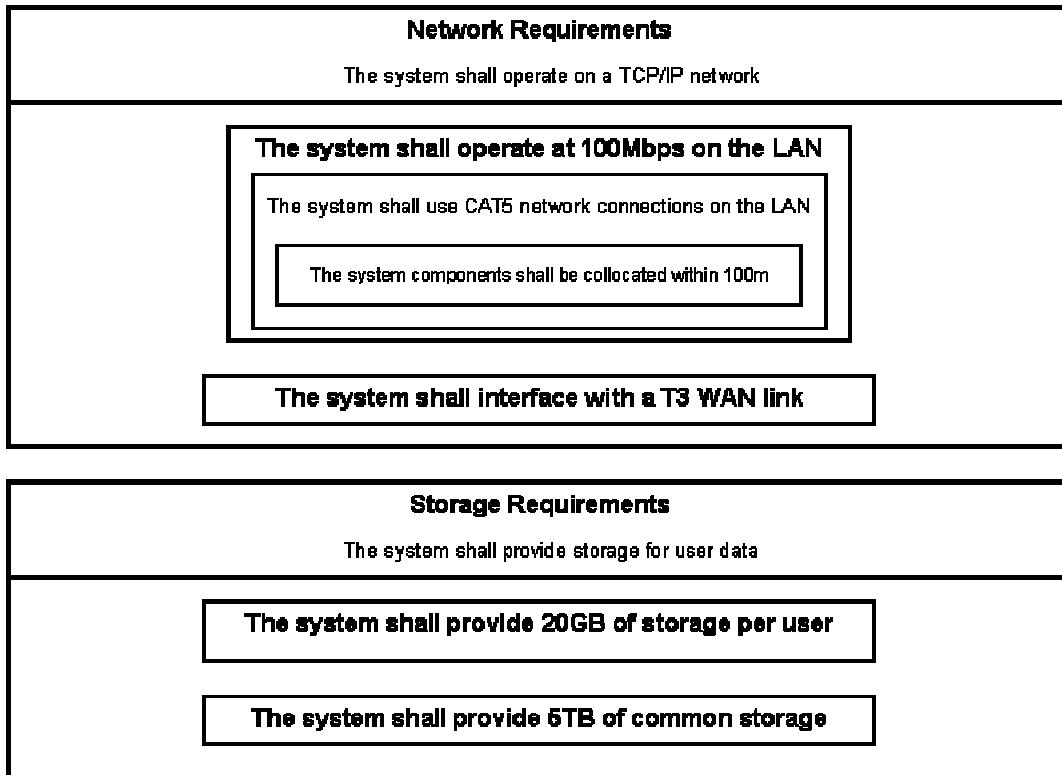 Network Requirements
The system shall operate on a TCP/IP network
The system shall operate at 100Mbps on the LAN
The system shall use CAT5 network connections on the LAN
The system components shall be collocated within 100m
The system shall interface with a T3 WAN link
Storage Requirements
The system shall provide storage for user data
The system shall provide 20GB of storage per user
The system shall provide 5TB of common storage